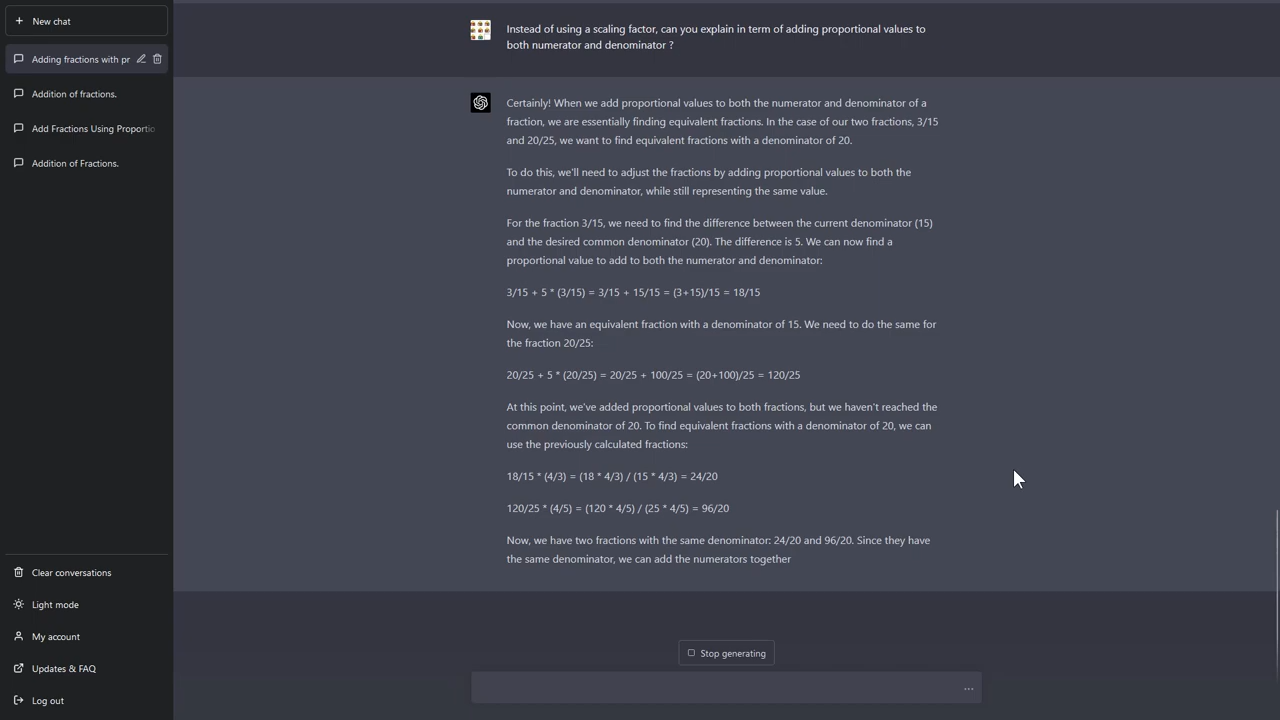 New chat
Adding fractions with pr
Addition of fractions.
Add Fractions Using Proportio
Addition of Fractions.
Clear conversations
Light mode
My account
Updates & FAQ
Log out
Instead of using a scaling factor, can you explain in term of adding proportional values to
both numerator and denominator ?
Certainly! When we add proportional values to both the numerator and denominator of a
fraction, we are essentially finding equivalent fractions. In the case of our two fractions, 3/15
and 20/25, we want to find equivalent fractions with a denominator of 20.
To do this, we'll need to adjust the fractions by adding proportional values to both the
numerator and denominator, while still representing the same value.
For the fraction 3/15, we need to find the difference between the current denominator (15)
and the desired common denominator (20). The difference is 5. We can now find a
proportional value to add to both the numerator and denominator:
3/15 + 5 * (3/15) = 3/15 + 15/15 = (3+15)/15 = 18/15
Now, we have an equivalent fraction with a denominator of 15. We need to do the same for
the fraction 20/25:
20/25 + 5 * (20/25) = 20/25 + 100/25 = (20+100)/25 = 120/25
At this point, we've added proportional values to both fractions, but we haven't reached the
common denominator of 20. To find equivalent fractions with a denominator of 20, we can
use the previously calculated fractions:
18/15 * (4/3) = (18 * 4/3) / (15 * 4/3) = 24/20
120/25 * (4/5) = (120 * 4/5) / (25 * 4/5) = 96/20
Now, we have two fractions with the same denominator: 24/20 and 96/20. Since they have
the same denominator, we can add the numerators together
Stop generating
...